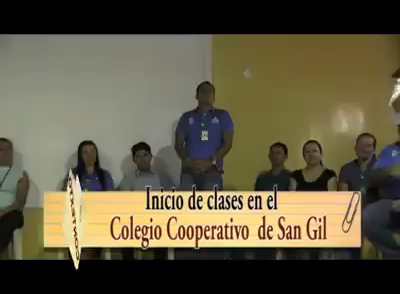 Inicio de clases en el
Colegio Cooperativo de San Gil